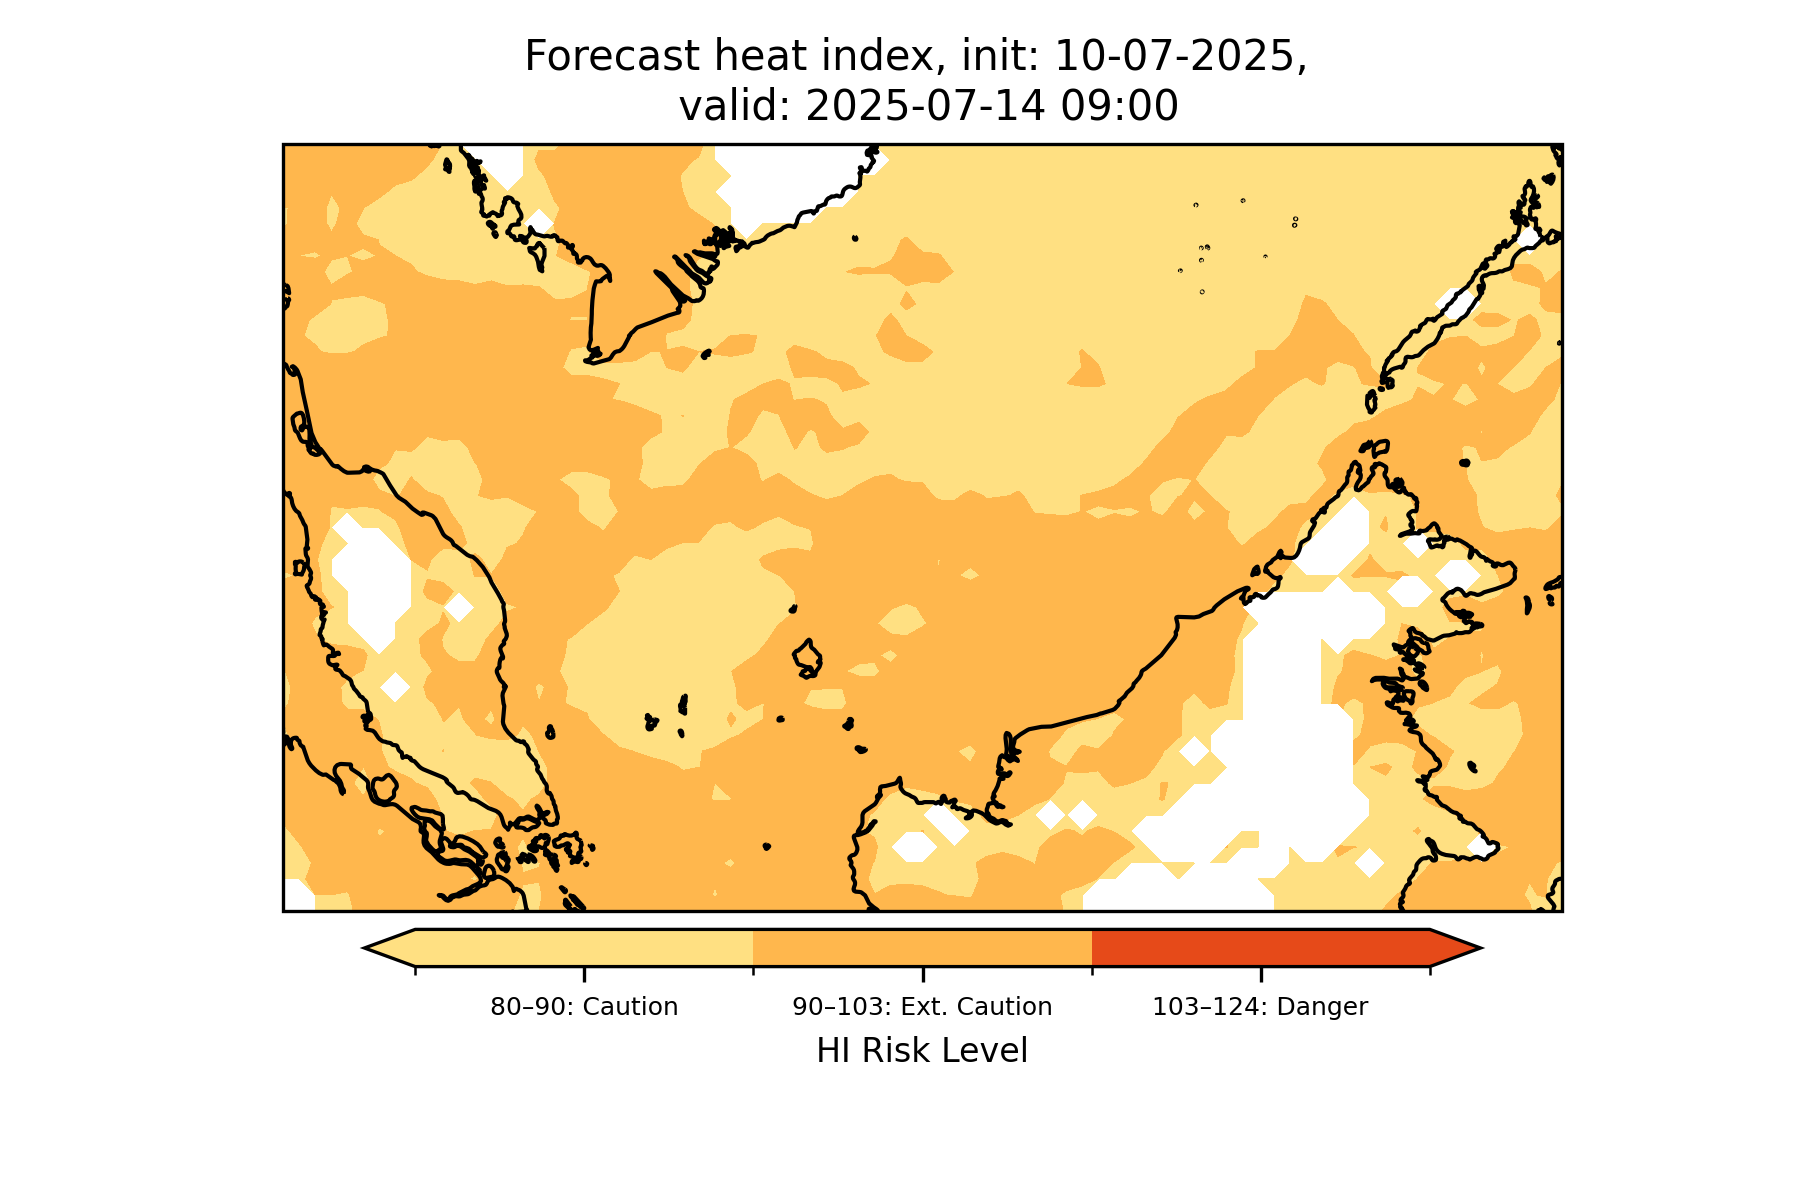 Forecast heat index, init: 10-07-2025,
valid: 2025-07-14 09:00
80–90: Caution
90–103: Ext. Caution
103–124: Danger
HI Risk Level